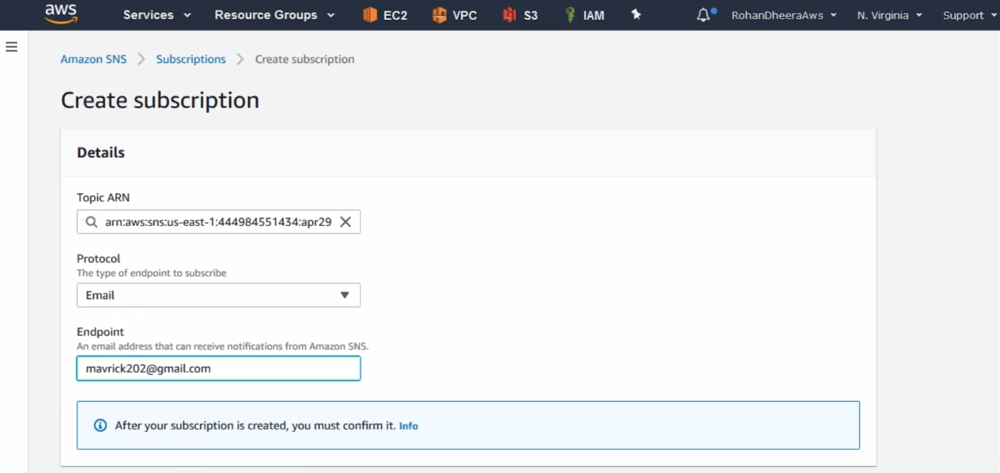 aws Services Resource Groups EC2 VPC S3 IAM RohanDheeraAws N. Virginia Support
Amazon SNS Subscriptions Create subscription
Create subscription
Details
Topic ARN
arn:aws:sns:us-east-1:444984551434:apr29
Protocol
The type of endpoint to subscribe
Email
Endpoint
An email address that can receive notifications from Amazon SNS.
mavrick202@gmail.com
After your subscription is created, you must confirm it. Info